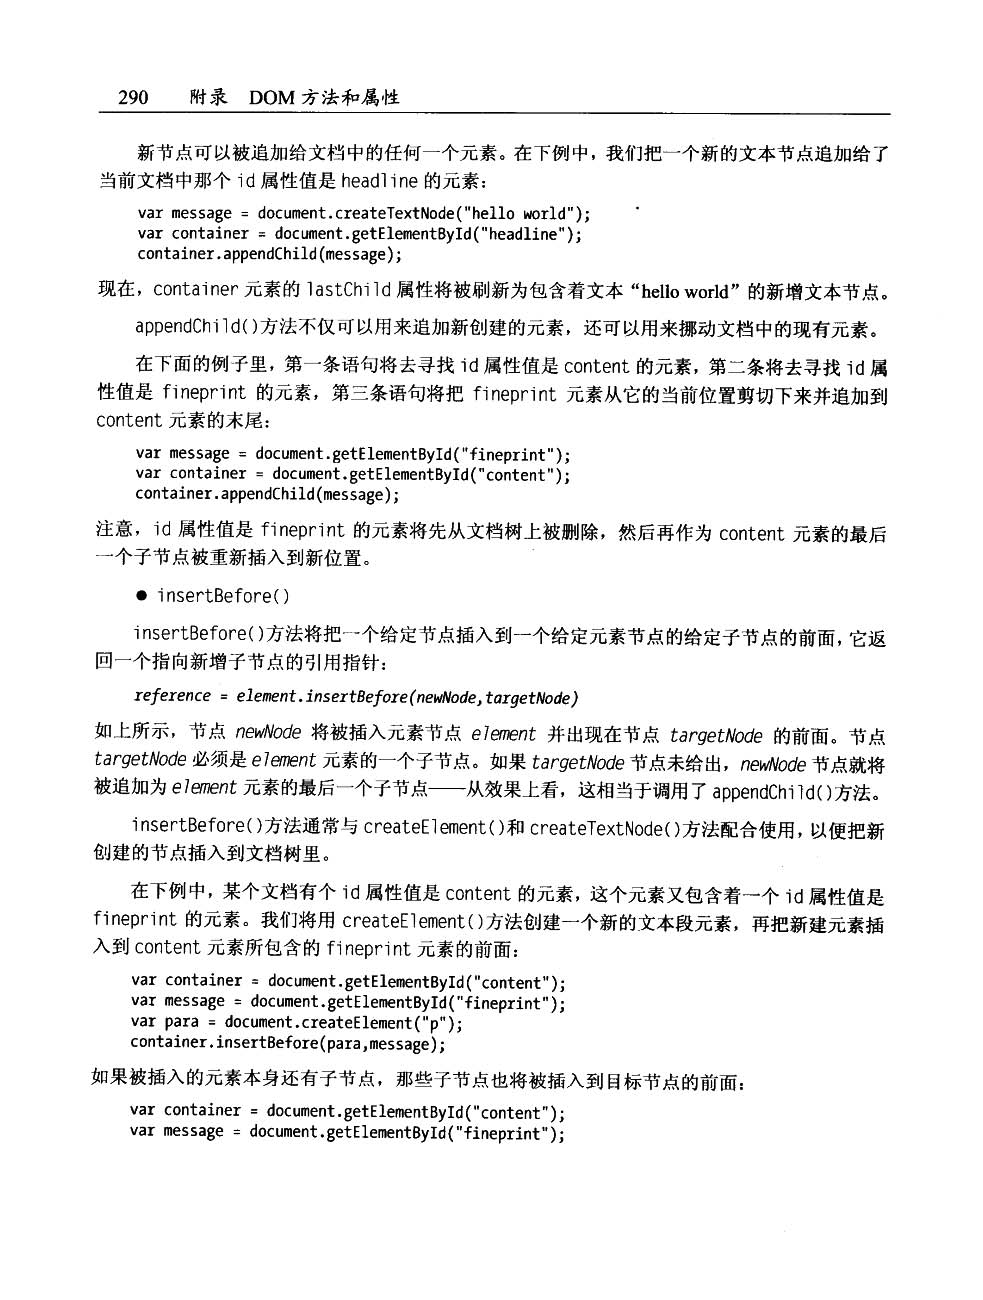 290 附录 DOM 方法和属性
新节点可以被追加给文档中的任何一个元素。在下例中，我们把一个新的文本节点追加给了
当前文档中那个 id 属性值是 headline 的元素：
var message = document.createTextNode("hello world");
var container = document.getElementById("headline");
container.appendChild(message);
现在，container 元素的 lastChild 属性将被刷新为包含着文本“hello world”的新增文本节点。
appendChild()方法不仅可以用来追加新创建的元素，还可以用来挪动文档中的现有元素。
在下面的例子里，第一条语句将去寻找 id 属性值是 content 的元素，第二条将去寻找 id 属
性值是 fineprint 的元素，第三条语句将把 fineprint 元素从它的当前位置剪切下来并追加到
content 元素的末尾：
var message = document.getElementById("fineprint");
var container = document.getElementById("content");
container.appendChild(message);
注意，id 属性值是 fineprint 的元素将先从文档树上被删除，然后再作为 content 元素的最后
一个子节点被重新插入到新位置。
● insertBefore()
insertBefore()方法将把一个给定节点插入到一个给定元素节点的给定子节点的前面，它返
回一个指向新增子节点的引用指针：
reference = element.insertBefore(newNode,targetNode)
如上所示，节点 newNode 将被插入元素节点 element 并出现在节点 targetNode 的前面。节点
targetNode 必须是 element 元素的一个子节点。如果 targetNode 节点未给出，newNode 节点就将
被追加为 element 元素的最后一个子节点——从效果上看，这相当于调用了 appendChild()方法。
insertBefore()方法通常与 createElement()和 createTextNode()方法配合使用，以便把新
创建的节点插入到文档树里。
在下例中，某个文档有个 id 属性值是 content 的元素，这个元素又包含着一个 id 属性值是
fineprint 的元素。我们将用 createElement()方法创建一个新的文本段元素，再把新建元素插
入到 content 元素所包含的 fineprint 元素的前面：
var container = document.getElementById("content");
var message = document.getElementById("fineprint");
var para = document.createElement("p");
container.insertBefore(para,message);
如果被插入的元素本身还有子节点，那些子节点也将被插入到目标节点的前面：
var container = document.getElementById("content");
var message = document.getElementById("fineprint");